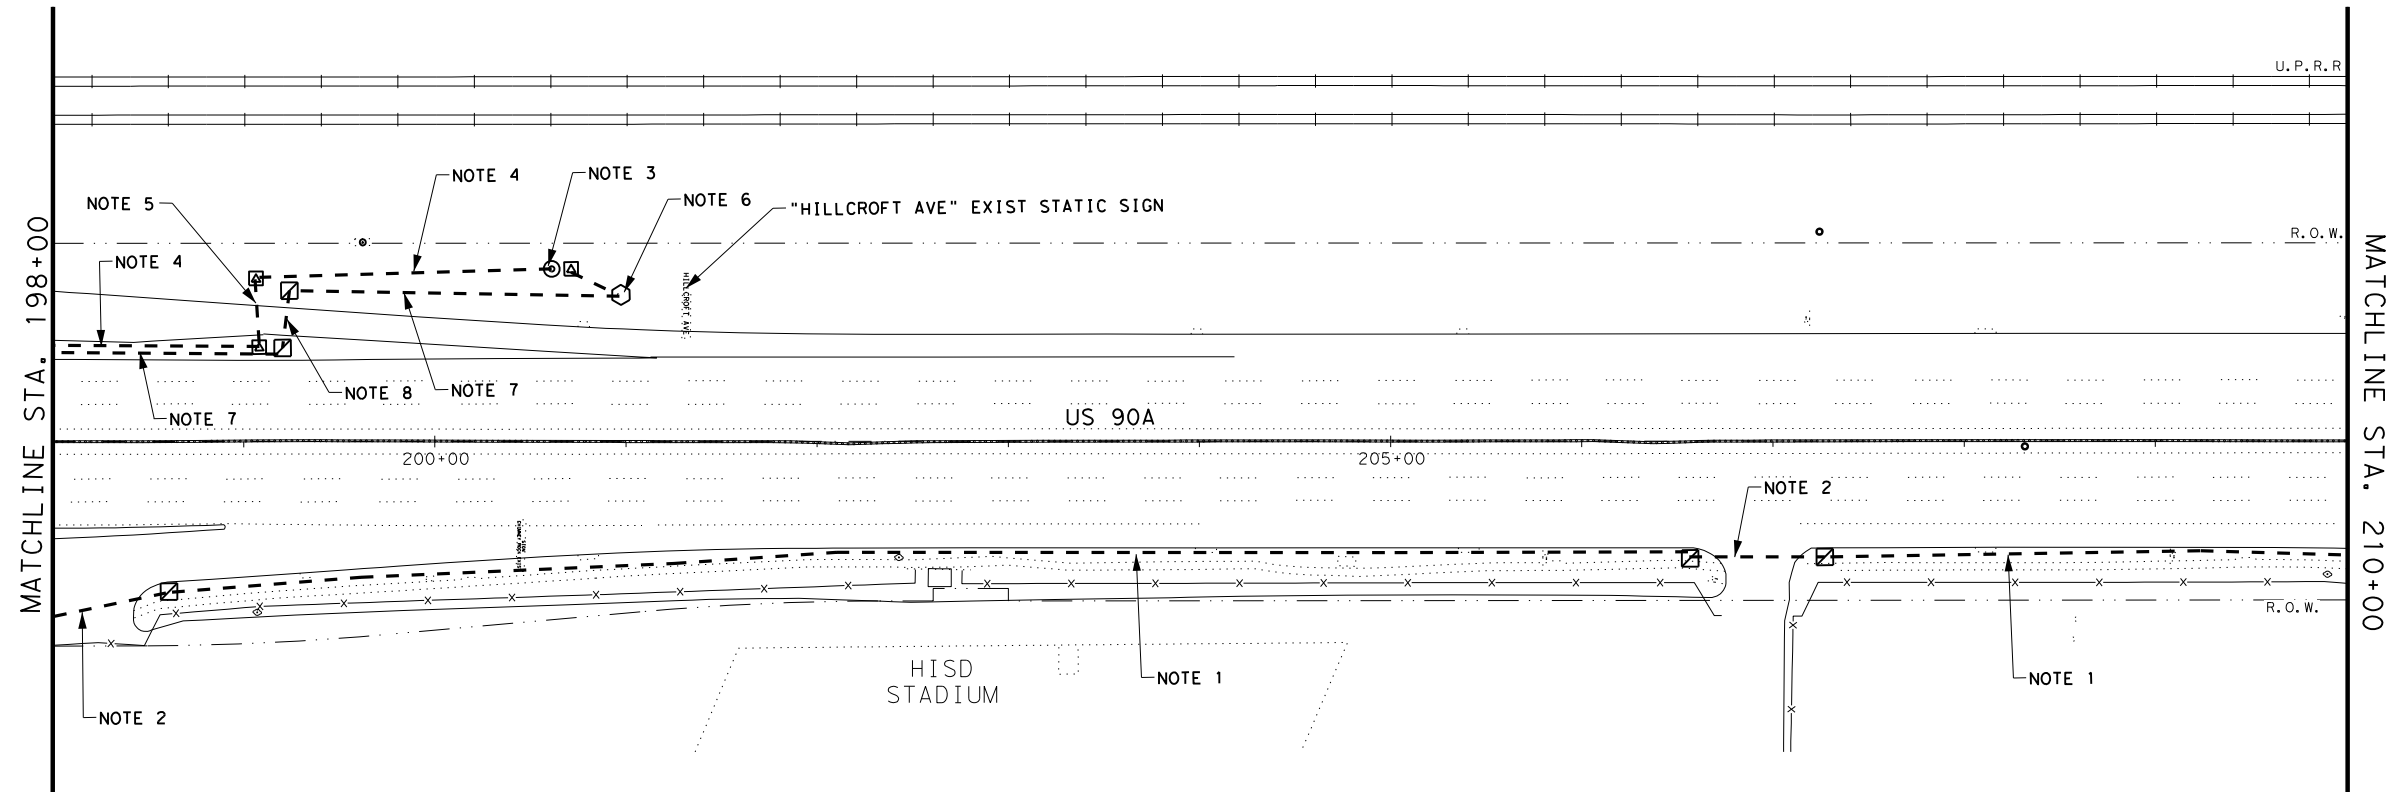 U.P.R.R
NOTE 4
NOTE 3
NOTE 5
NOTE 6
"HILLCROFT AVE" EXIST STATIC SIGN
R.O.W.
NOTE 4
HILLCROFT AVE
NOTE 8
NOTE 7
NOTE 7
US 90A
200+00
205+00
MATCHLINE STA. 198+00
MATCHLINE STA. 210+00
NOTE 2
R.O.W.
HISD
STADIUM
NOTE 1
NOTE 1
NOTE 2